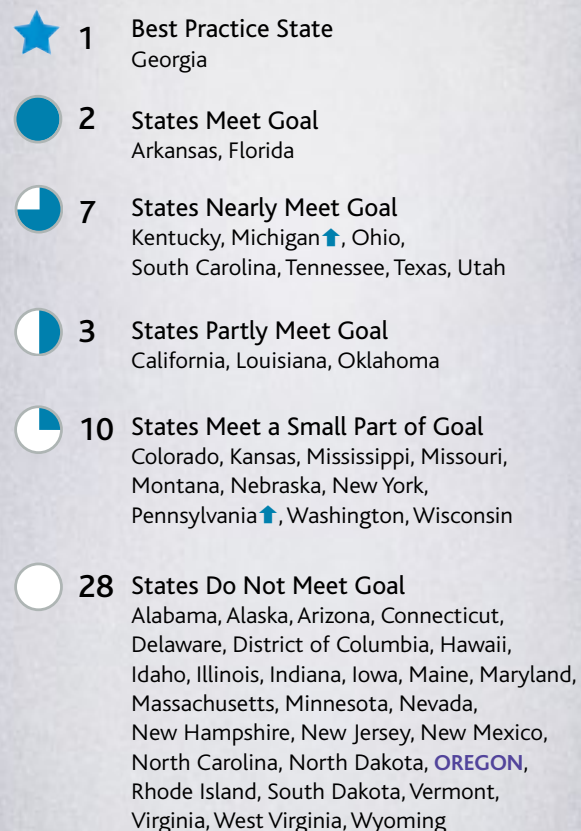 1 Best Practice State
Georgia
2 States Meet Goal
Arkansas, Florida
7 States Nearly Meet Goal
Kentucky, Michigan⬆, Ohio,
South Carolina, Tennessee, Texas, Utah
3 States Partly Meet Goal
California, Louisiana, Oklahoma
10 States Meet a Small Part of Goal
Colorado, Kansas, Mississippi, Missouri,
Montana, Nebraska, New York,
Pennsylvania⬆, Washington, Wisconsin
28 States Do Not Meet Goal
Alabama, Alaska, Arizona, Connecticut,
Delaware, District of Columbia, Hawaii,
Idaho, Illinois, Indiana, Iowa, Maine, Maryland,
Massachusetts, Minnesota, Nevada,
New Hampshire, New Jersey, New Mexico,
North Carolina, North Dakota, OREGON,
Rhode Island, South Dakota, Vermont,
Virginia, West Virginia, Wyoming